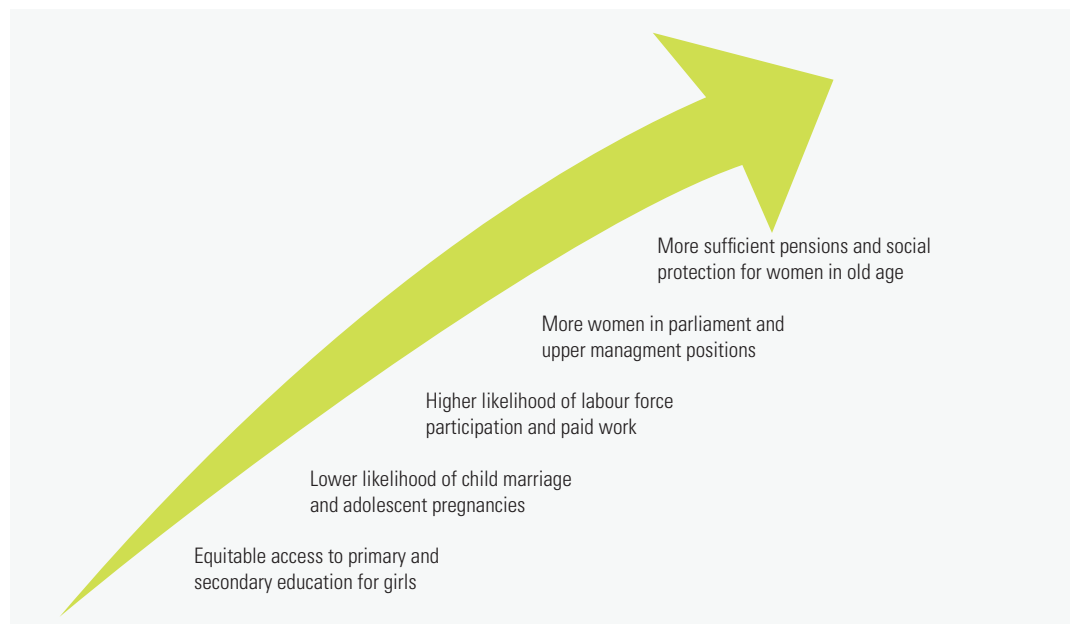 More sufficient pensions and social
protection for women in old age
More women in parliament and
upper managment positions
Higher likelihood of labour force
participation and paid work
Lower likelihood of child marriage
and adolescent pregnancies
Equitable access to primary and
secondary education for girls